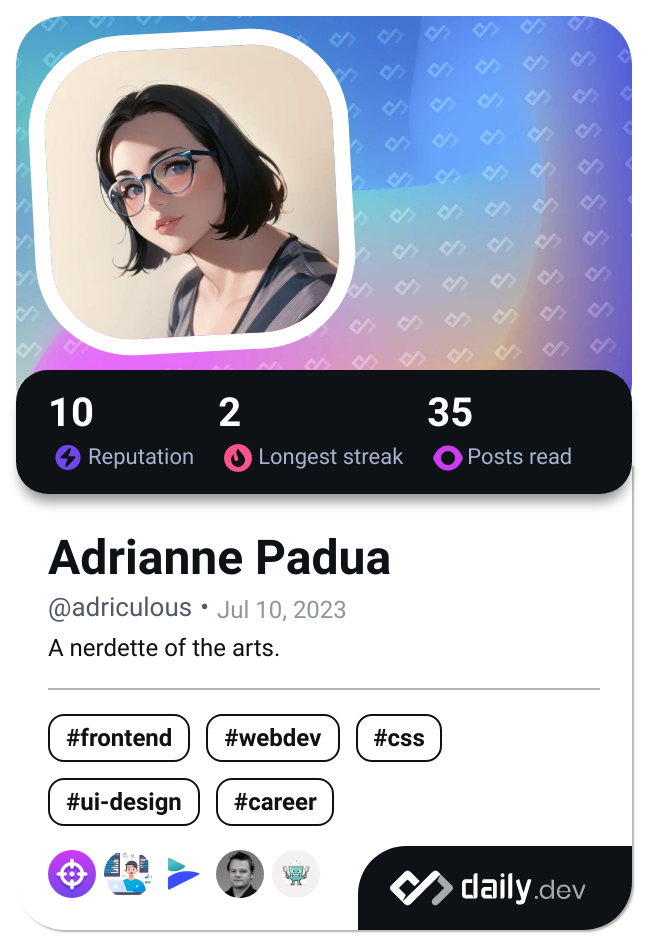 10 2 35
Reputation Longest streak Posts read
Adrianne Padua
@adriculous • Jul 10, 2023
A nerdette of the arts.
#frontend #webdev #css
#ui-design #career
daily.dev